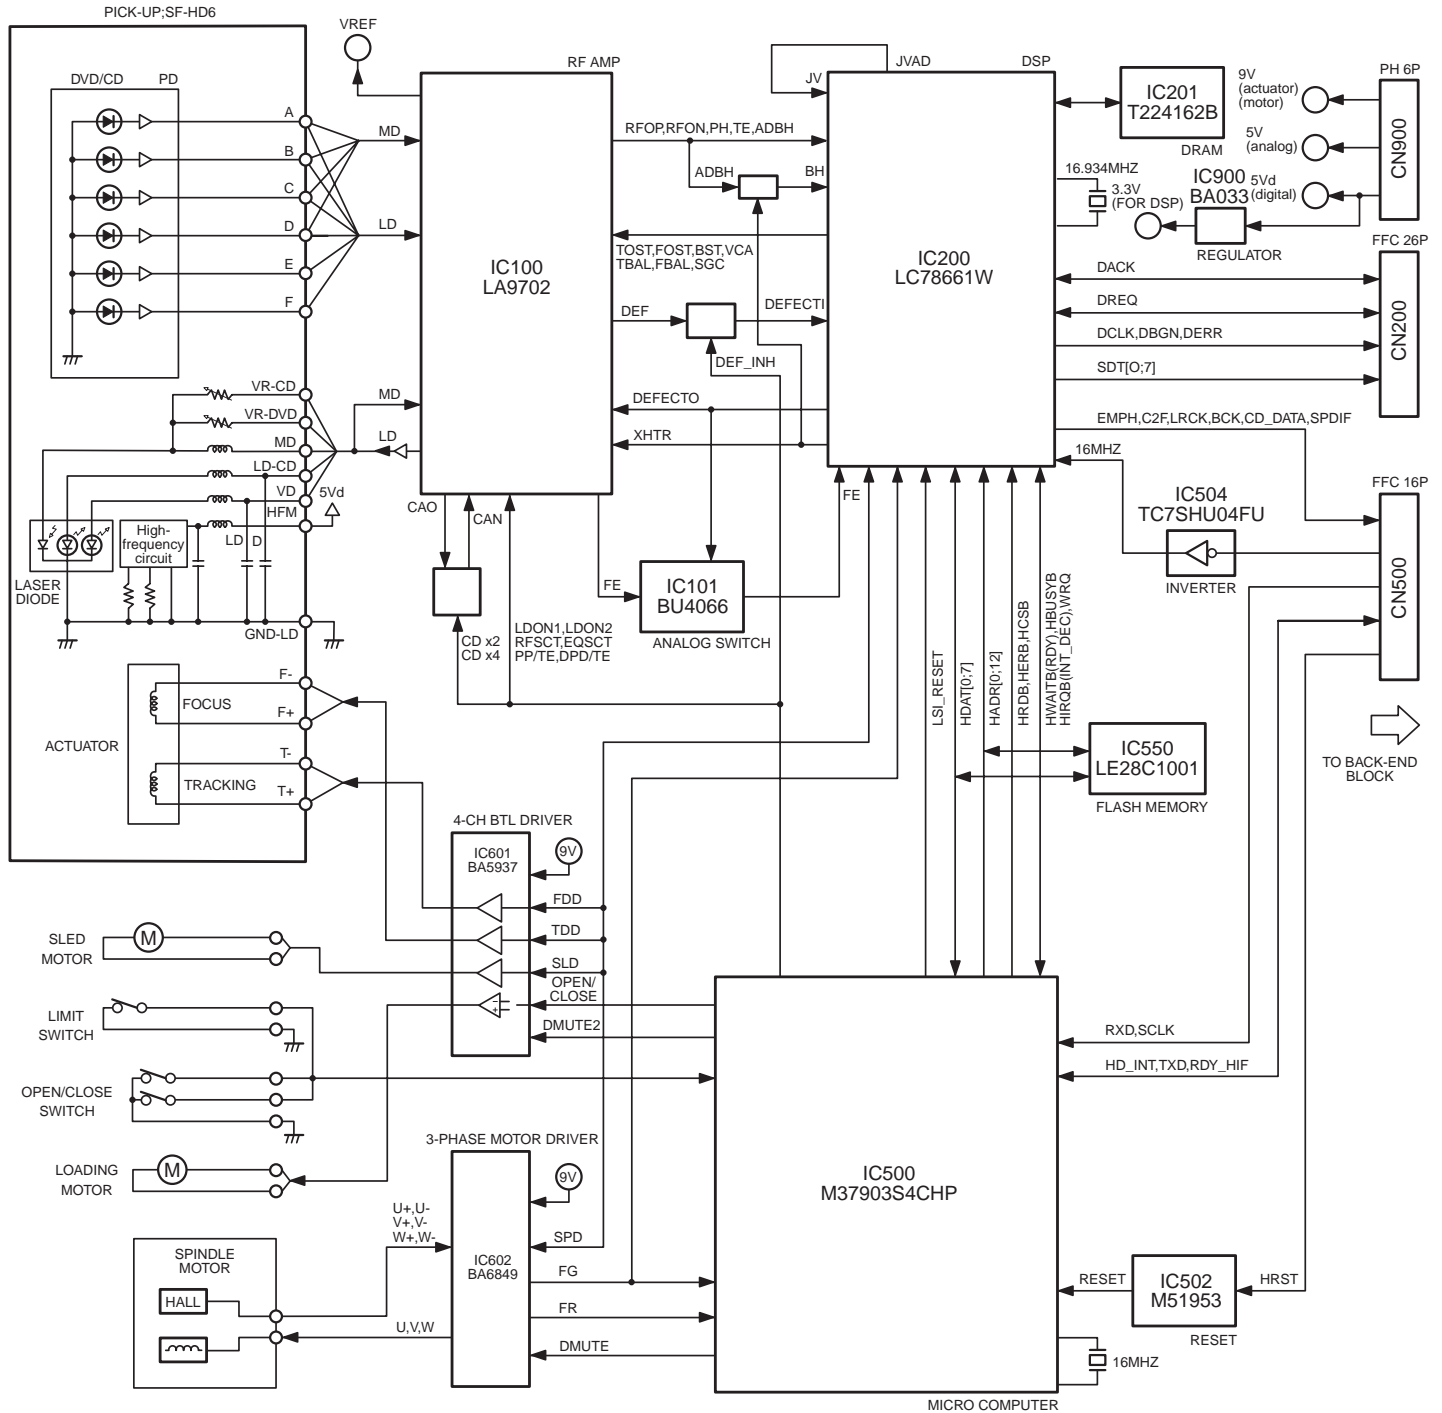 PICK-UP;SF-HD6
VREF
DVD/CD
PD
A
B
C
D
E
F
MD
LD
RF AMP
IC100
LA9702
RFOP,RFON,PH,TE,ADBH
ADBH
BH
JV
JVAD
DSP
IC200
LC78661W
TOST,FOST,BST,VCA
TBAL,FBAL,SGC
DEF
DEFECTI
DEF_INH
DEFECTO
XHTR
IC201
T224162B
DRAM
16.934MHZ
3.3V
(FOR DSP)
IC900
BA033
REGULATOR
9V
(actuator)
(motor)
5V
(analog)
5Vd
(digital)
PH 6P
CN900
FFC 26P
CN200
DACK
DREQ
DCLK,DBGN,DERR
SDT[O;7]
EMPH,C2F,LRCK,BCK,CD_DATA,SPDIF
16MHZ
FFC 16P
CN500
IC504
TC7SHU04FU
INVERTER
VR-CD
VR-DVD
MD
LD-CD
VD
HFM
5Vd
MD
LD
LD
D
High-
frequency
circuit
LASER
DIODE
GND-LD
CAO
CAN
CD x2
CD x4
LDON1,LDON2
RFSCT,EQSCT
PP/TE,DPD/TE
FE
IC101
BU4066
ANALOG SWITCH
FE
LSI_RESET
HDAT[0;7]
HADR[0;12]
HRDB,HERB,HCSB
HWAITB(RDY),HBUSYB
HIRQB(INT_DEC),WRQ
F-
F+
FOCUS
ACTUATOR
T-
T+
TRACKING
IC550
LE28C1001
FLASH MEMORY
TO BACK-END
BLOCK
4-CH BTL DRIVER
IC601
BA5937
9V
FDD
TDD
SLD
OPEN/
CLOSE
DMUTE2
SLED
MOTOR
M
LIMIT
SWITCH
OPEN/CLOSE
SWITCH
LOADING
MOTOR
M
RXD,SCLK
HD_INT,TXD,RDY_HIF
3-PHASE MOTOR DRIVER
9V
IC602
BA6849
SPD
FG
FR
DMUTE
U+,U-
V+,V-
W+,W-
U,V,W
SPINDLE
MOTOR
HALL
IC500
M37903S4CHP
MICRO COMPUTER
RESET
IC502
M51953
RESET
HRST
16MHZ